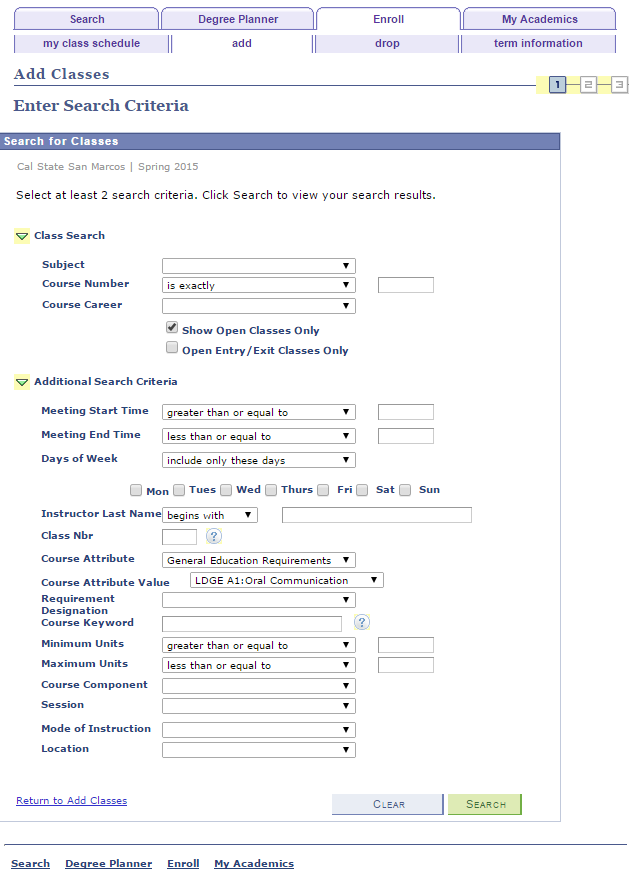 Search Degree Planner Enroll My Academics
my class schedule add drop term information
Add Classes
1 2 3
Enter Search Criteria
Search for Classes
Cal State San Marcos | Spring 2015
Select at least 2 search criteria. Click Search to view your search results.
Class Search
Subject
Course Number is exactly
Course Career
Show Open Classes Only
Open Entry/Exit Classes Only
Additional Search Criteria
Meeting Start Time greater than or equal to
Meeting End Time less than or equal to
Days of Week include only these days
Mon Tues Wed Thurs Fri Sat Sun
Instructor Last Name begins with
Class Nbr ?
Course Attribute General Education Requirements
Course Attribute Value LDGE A1:Oral Communication
Requirement
Designation
Course Keyword ?
Minimum Units greater than or equal to
Maximum Units less than or equal to
Course Component
Session
Mode of Instruction
Location
Return to Add Classes CLEAR SEARCH
Search Degree Planner Enroll My Academics